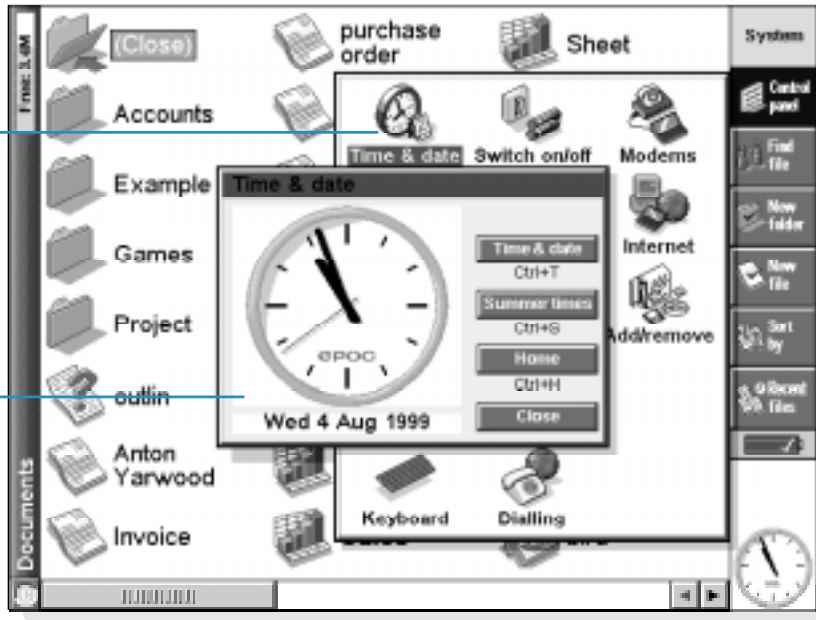 Free: 3.4M
Documents
(Close)
Accounts
Example
Games
Project
outlin
Anton
Yarwood
Invoice
purchase
order
Sheet
Time & date
Switch on/off
Modems
Internet
Add/remove
Keyboard
Dialling
Time & date
epoc
Wed 4 Aug 1999
Time & date
Ctrl+T
Summer times
Ctrl+S
Home
Ctrl+H
Close
System
Control
panel
Find
file
New
folder
New
file
Sort
by
Recent
files